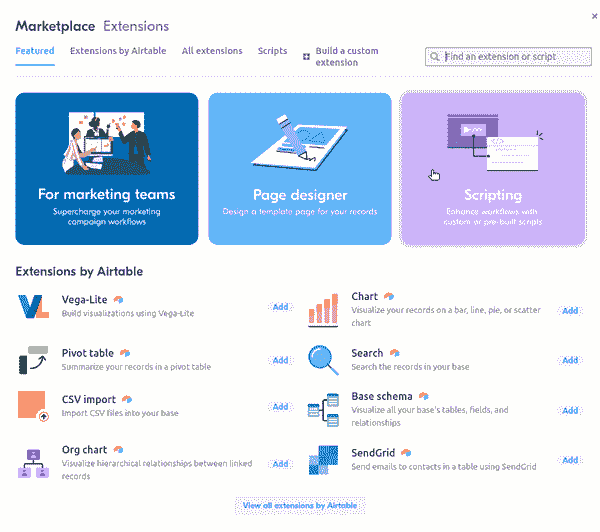 Marketplace Extensions
Featured
Extensions by Airtable
All extensions
Scripts
Build a custom
extension
Find an extension or script
For marketing teams
Supercharge your marketing
campaign workflows
Page designer
Design a template page for your records
Scripting
Enhance workflows with
custom or pre-built scripts
Extensions by Airtable
Vega-Lite
Build visualizations using Vega-Lite
Add
Chart
Visualize your records on a bar, line, pie, or scatter
chart
Add
Pivot table
Summarize your records in a pivot table
Add
Search
Search the records in your base
Add
CSV import
Import CSV files into your base
Add
Base schema
Visualize all your base's tables, fields, and
relationships
Add
Org chart
Visualize hierarchical relationships between linked
records
Add
SendGrid
Send emails to contacts in a table using SendGrid
Add
View all extensions by Airtable